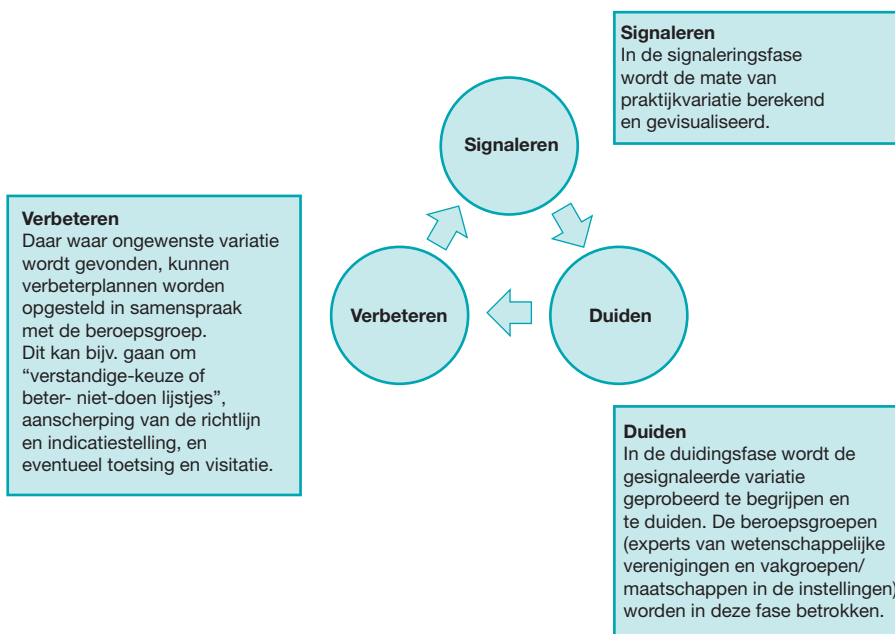 Signaleren
In de signaleringsfase
wordt de mate van
praktijkvariatie berekend
en gevisualiseerd.
Signaleren
Verbeteren
Daar waar ongewenste variatie
wordt gevonden, kunnen
verbeterplannen worden
opgesteld in samenspraak
met de beroepsgroep.
Dit kan bijv. gaan om
“verstandige-keuze of
beter- niet-doen lijstjes”,
aanscherping van de richtlijn
en indicatiestelling, en
eventueel toetsing en visitatie.
Verbeteren
Duiden
Duiden
In de duidingsfase wordt de
gesignaleerde variatie
geprobeerd te begrijpen en
te duiden. De beroepsgroepen
(experts van wetenschappelijke
verenigingen en vakgroepen/
maatschappen in de instellingen)
worden in deze fase betrokken.